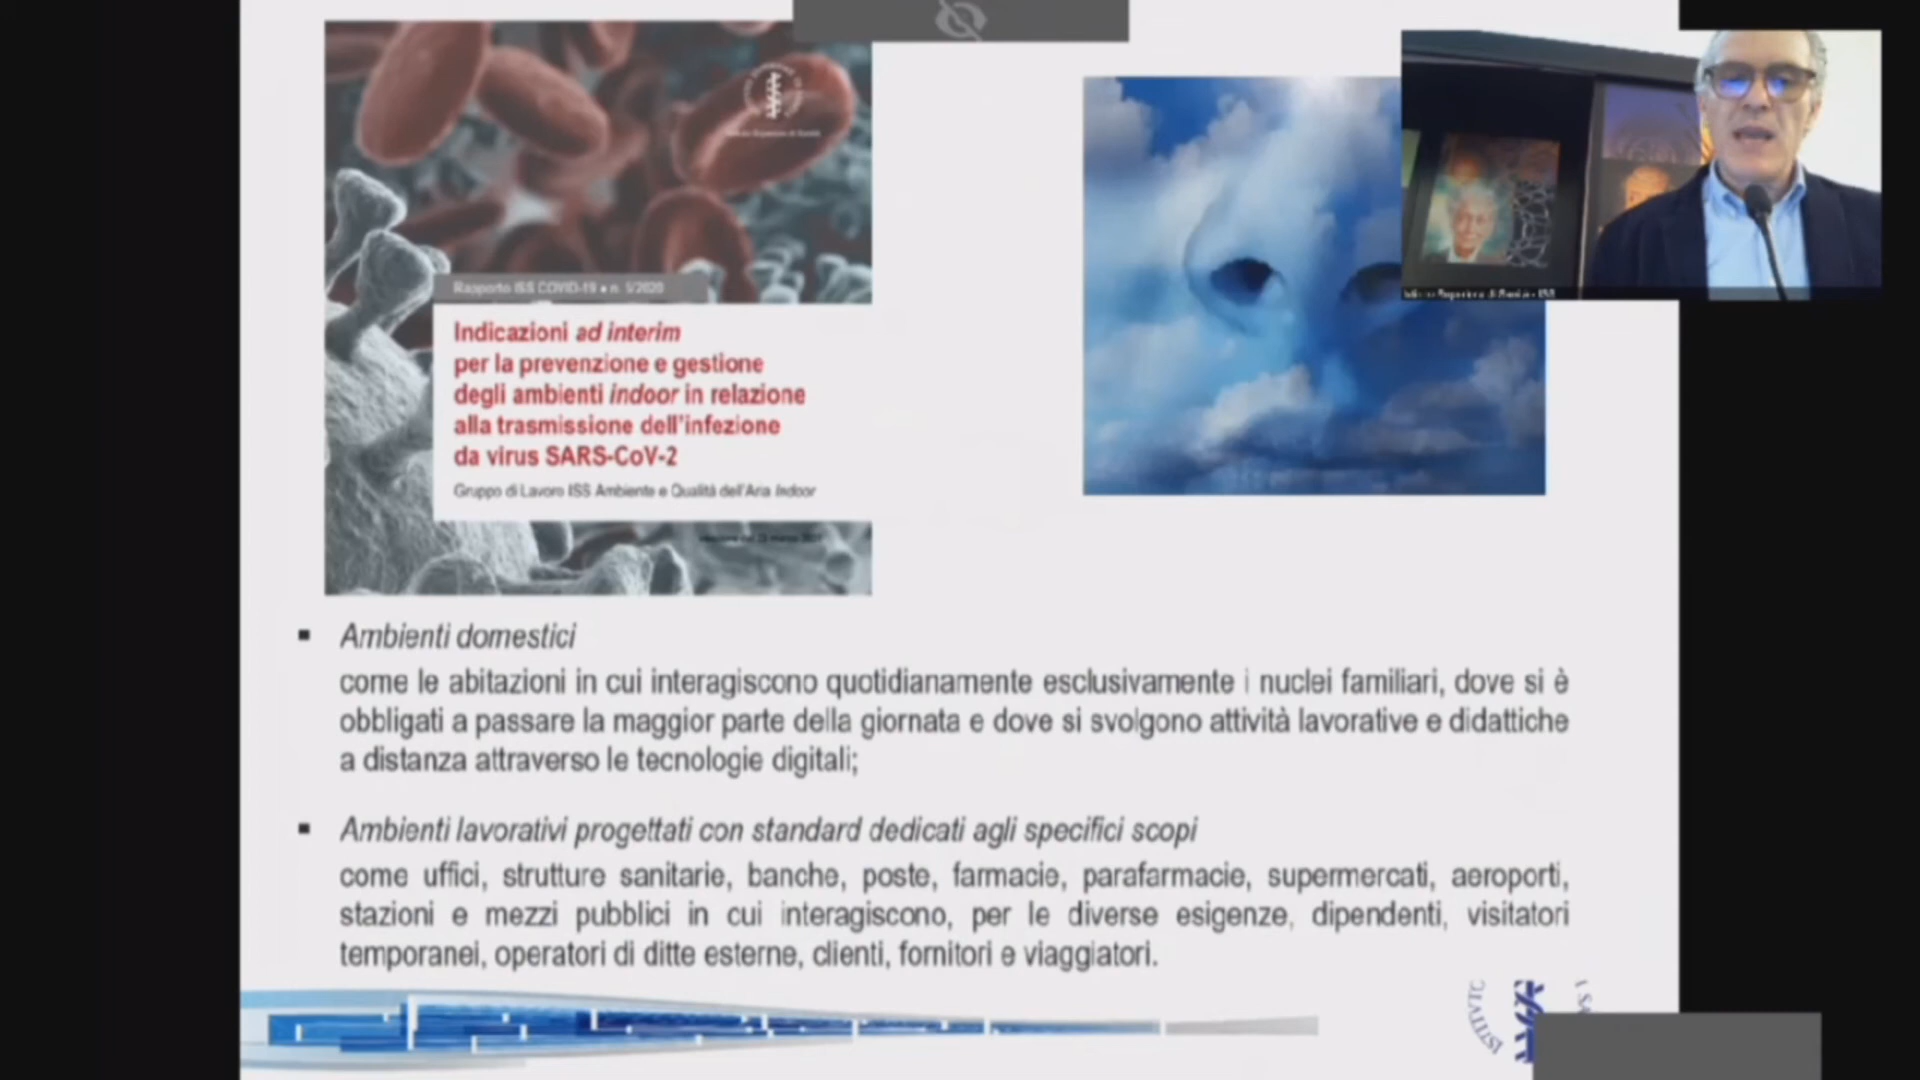 Rapporto ISS COVID-19 • n. 5/2020
Indicazioni ad interim
per la prevenzione e gestione
degli ambienti indoor in relazione
alla trasmissione dell'infezione
da virus SARS-CoV-2
Gruppo di Lavoro ISS Ambiente e Qualità dell'Aria Indoor
▪ Ambienti domestici
come le abitazioni in cui interagiscono quotidianamente esclusivamente i nuclei familiari, dove si è
obbligati a passare la maggior parte della giornata e dove si svolgono attività lavorative e didattiche
a distanza attraverso le tecnologie digitali;
▪ Ambienti lavorativi progettati con standard dedicati agli specifici scopi
come uffici, strutture sanitarie, banche, poste, farmacie, parafarmacie, supermercati, aeroporti,
stazioni e mezzi pubblici in cui interagiscono, per le diverse esigenze, dipendenti, visitatori
temporanei, operatori di ditte esterne, clienti, fornitori e viaggiatori.